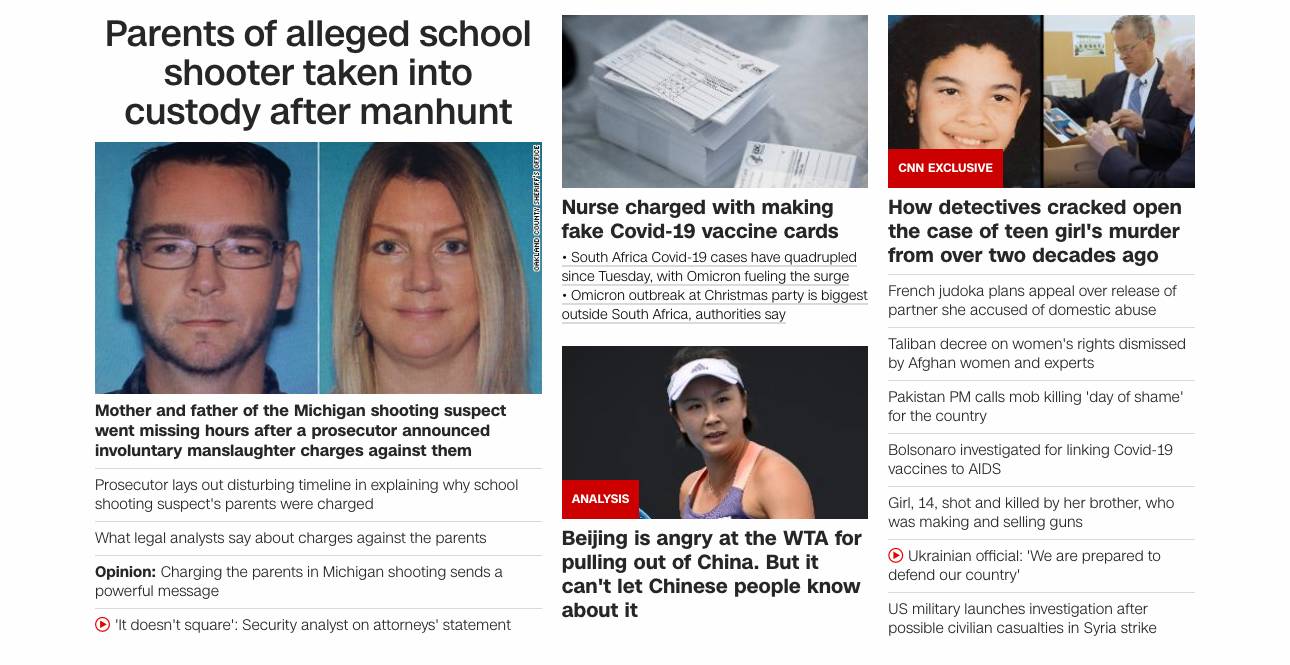 Parents of alleged school
shooter taken into
custody after manhunt
OAKLAND COUNTY SHERIFF'S OFFICE
Mother and father of the Michigan shooting suspect
went missing hours after a prosecutor announced
involuntary manslaughter charges against them
Prosecutor lays out disturbing timeline in explaining why school
shooting suspect's parents were charged
What legal analysts say about charges against the parents
Opinion: Charging the parents in Michigan shooting sends a
powerful message
'It doesn't square': Security analyst on attorneys' statement
Nurse charged with making
fake Covid-19 vaccine cards
• South Africa Covid-19 cases have quadrupled
since Tuesday, with Omicron fueling the surge
• Omicron outbreak at Christmas party is biggest
outside South Africa, authorities say
ANALYSIS
Beijing is angry at the WTA for
pulling out of China. But it
can't let Chinese people know
about it
CNN EXCLUSIVE
How detectives cracked open
the case of teen girl's murder
from over two decades ago
French judoka plans appeal over release of
partner she accused of domestic abuse
Taliban decree on women's rights dismissed
by Afghan women and experts
Pakistan PM calls mob killing 'day of shame'
for the country
Bolsonaro investigated for linking Covid-19
vaccines to AIDS
Girl, 14, shot and killed by her brother, who
was making and selling guns
Ukrainian official: 'We are prepared to
defend our country'
US military launches investigation after
possible civilian casualties in Syria strike